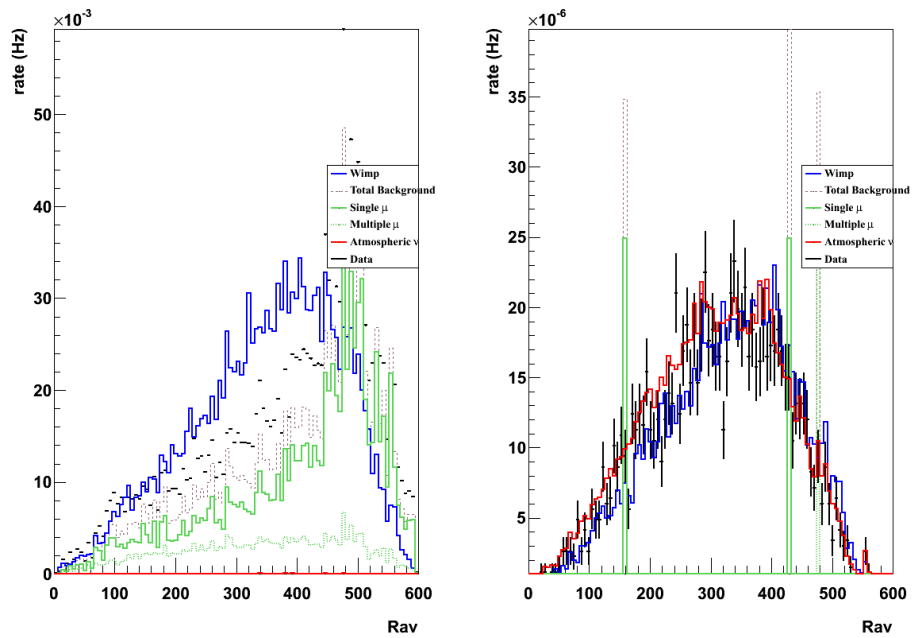 ×10⁻³
rate (Hz)
50
40
30
20
10
0
0 100 200 300 400 500 600
Rav
Wimp
Total Background
Single μ
Multiple μ
Atmospheric ν
Data
×10⁻⁶
rate (Hz)
35
30
25
20
15
10
5
0 100 200 300 400 500 600
Rav
Wimp
Total Background
Single μ
Multiple μ
Atmospheric ν
Data